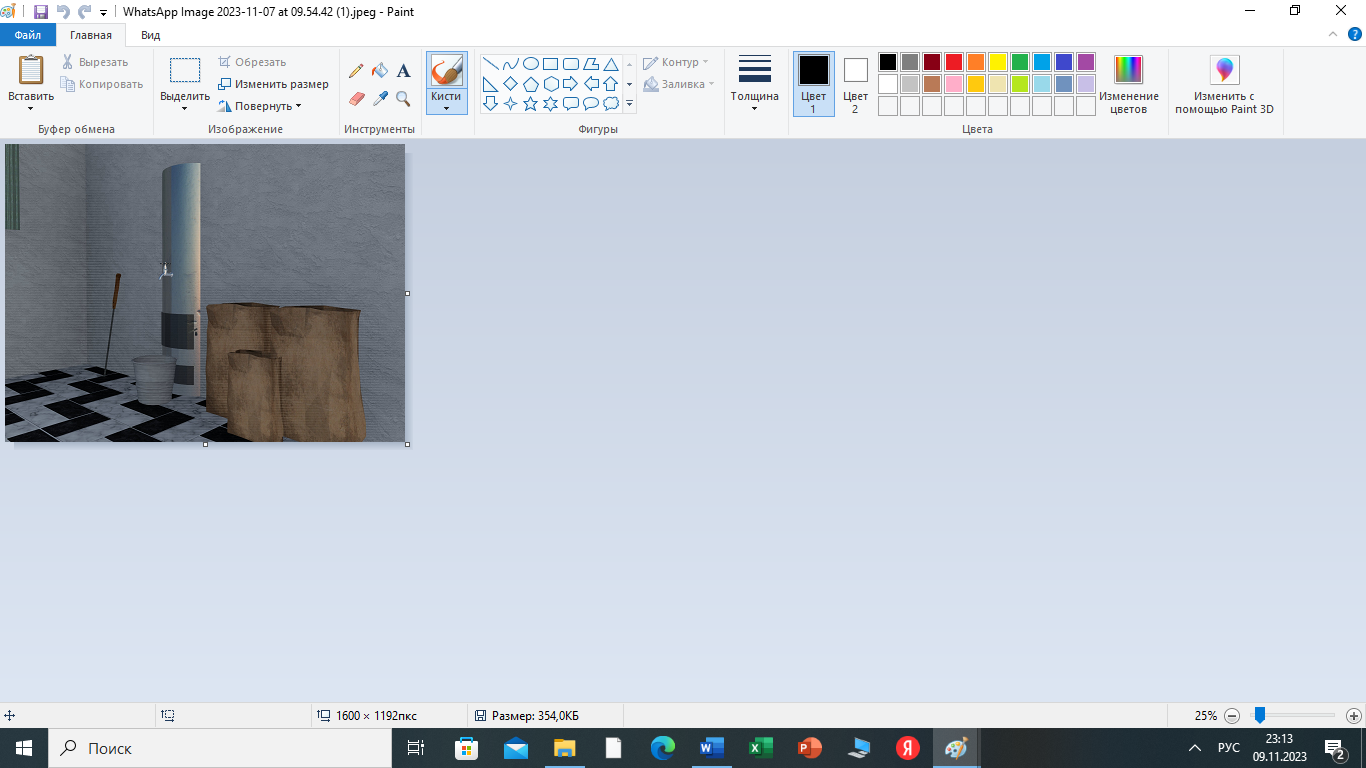 WhatsApp Image 2023-11-07 at 09.54.42 (1).jpeg - Paint
Файл Главная Вид
Вставить
Вырезать
Копировать
Буфер обмена
Выделить
Обрезать
Изменить размер
Повернуть
Изображение
A
Инструменты
Кисти
Контур
Заливка
Фигуры
Толщина
Цвет
1
Цвет
2
Изменение
цветов
Цвета
Изменить с
помощью Paint 3D
1600 × 1192пкс
Размер: 354,0КБ
25%
Поиск
РУС
23:13
09.11.2023
2